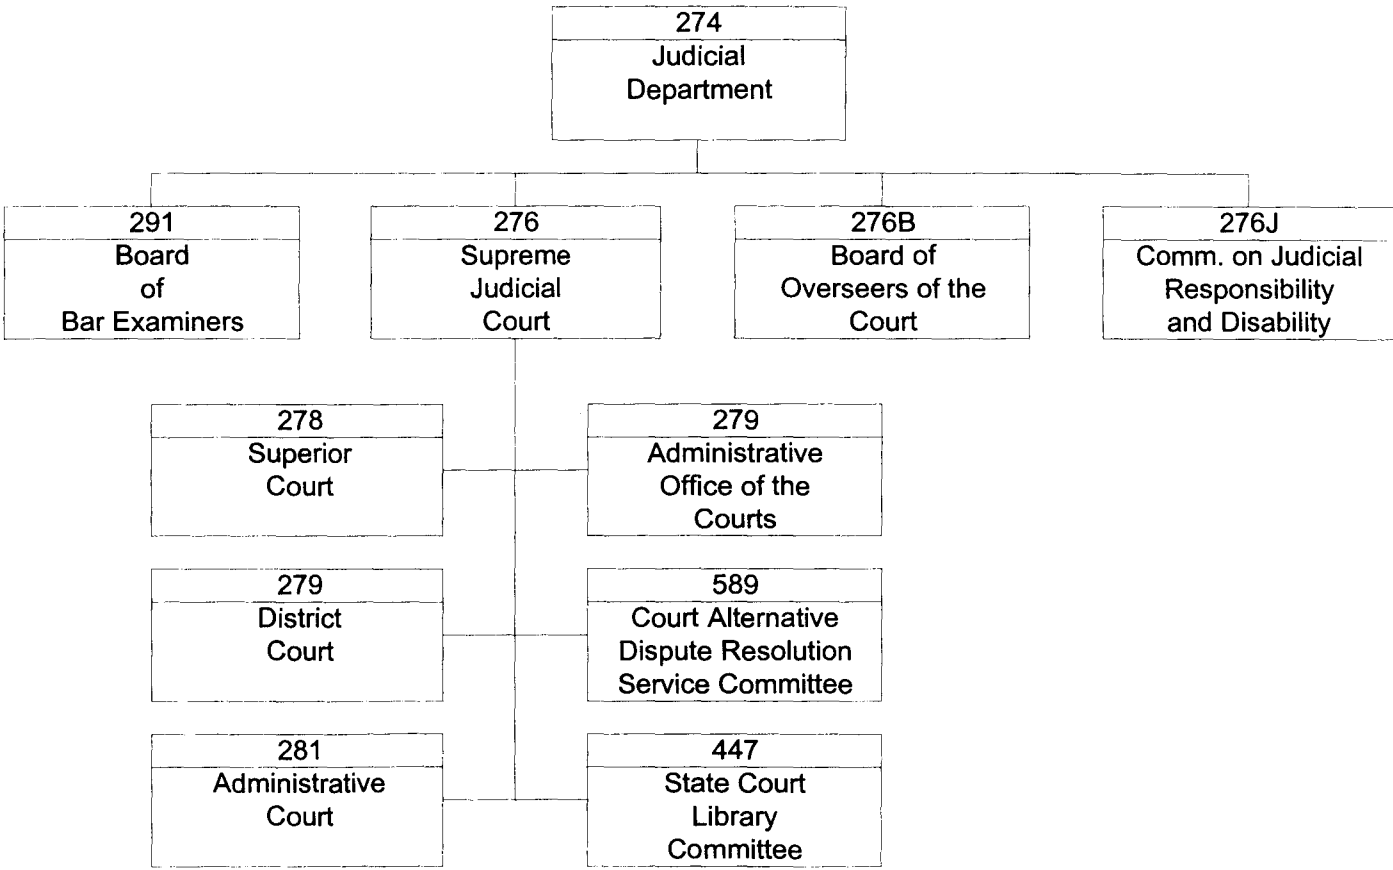 274
Judicial
Department
291
Board
of
Bar Examiners
276
Supreme
Judicial
Court
276B
Board of
Overseers of the
Court
276J
Comm. on Judicial
Responsibility
and Disability
278
Superior
Court
279
Administrative
Office of the
Courts
279
District
Court
589
Court Alternative
Dispute Resolution
Service Committee
281
Administrative
Court
447
State Court
Library
Committee